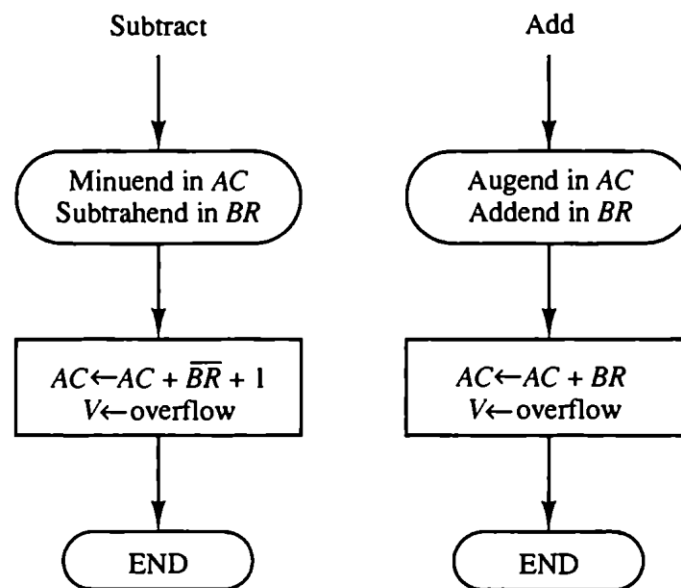 Subtract
Minuend in AC
Subtrahend in BR
AC←AC + B̅R̅ + 1
V←overflow
END
Add
Augend in AC
Addend in BR
AC←AC + BR
V←overflow
END